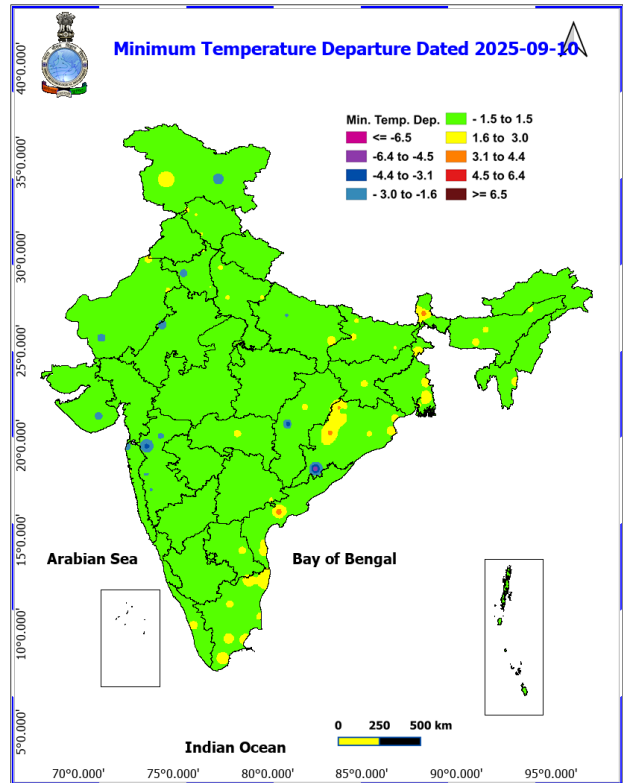 Minimum Temperature Departure Dated 2025-09-10
Min. Temp. Dep.
<= -6.5
-6.4 to -4.5
-4.4 to -3.1
- 3.0 to -1.6
- 1.5 to 1.5
1.6 to 3.0
3.1 to 4.4
4.5 to 6.4
>= 6.5
40°0.000'
35°0.000'
30°0.000'
25°0.000'
20°0.000'
15°0.000'
10°0.000'
5°0.000'
Arabian Sea
Bay of Bengal
Indian Ocean
0 250 500 km
70°0.000' 75°0.000' 80°0.000' 85°0.000' 90°0.000' 95°0.000'